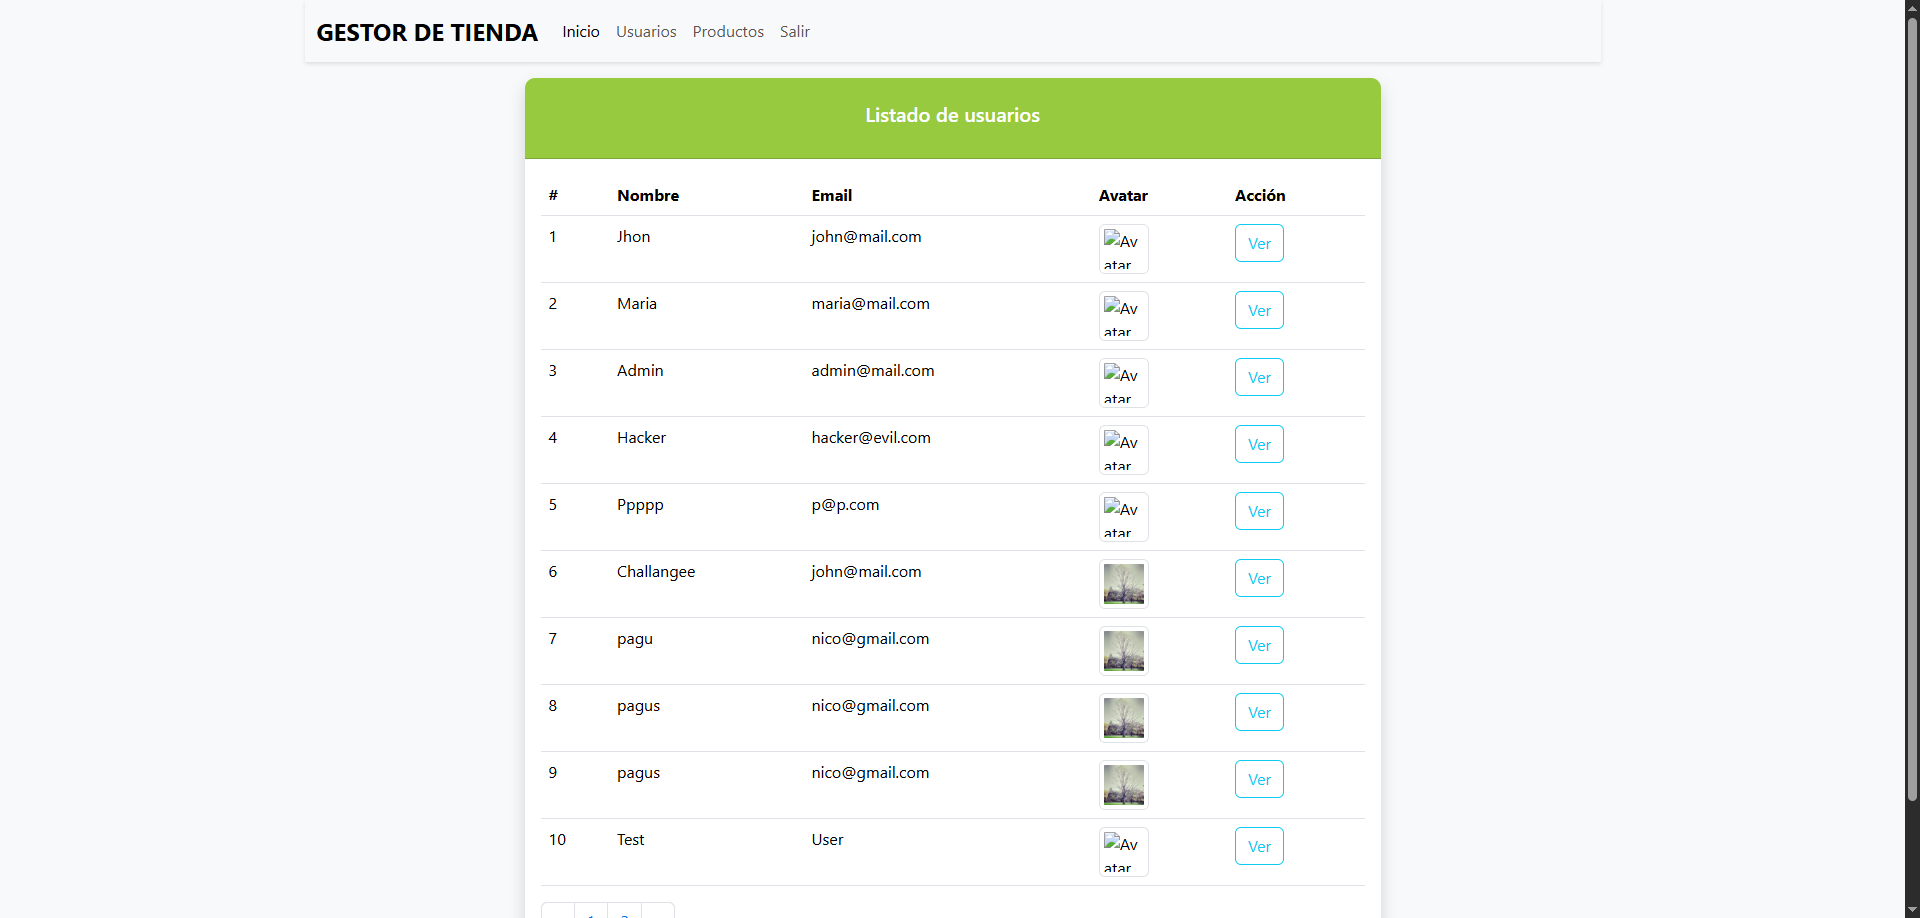 GESTOR DE TIENDA Inicio Usuarios Productos Salir
Listado de usuarios
# Nombre Email Avatar Acción
1 Jhon john@mail.com Avatar Ver
2 Maria maria@mail.com Avatar Ver
3 Admin admin@mail.com Avatar Ver
4 Hacker hacker@evil.com Avatar Ver
5 Ppppp p@p.com Avatar Ver
6 Challangee john@mail.com Ver
7 pagu nico@gmail.com Ver
8 pagus nico@gmail.com Ver
9 pagus nico@gmail.com Ver
10 Test User Avatar Ver